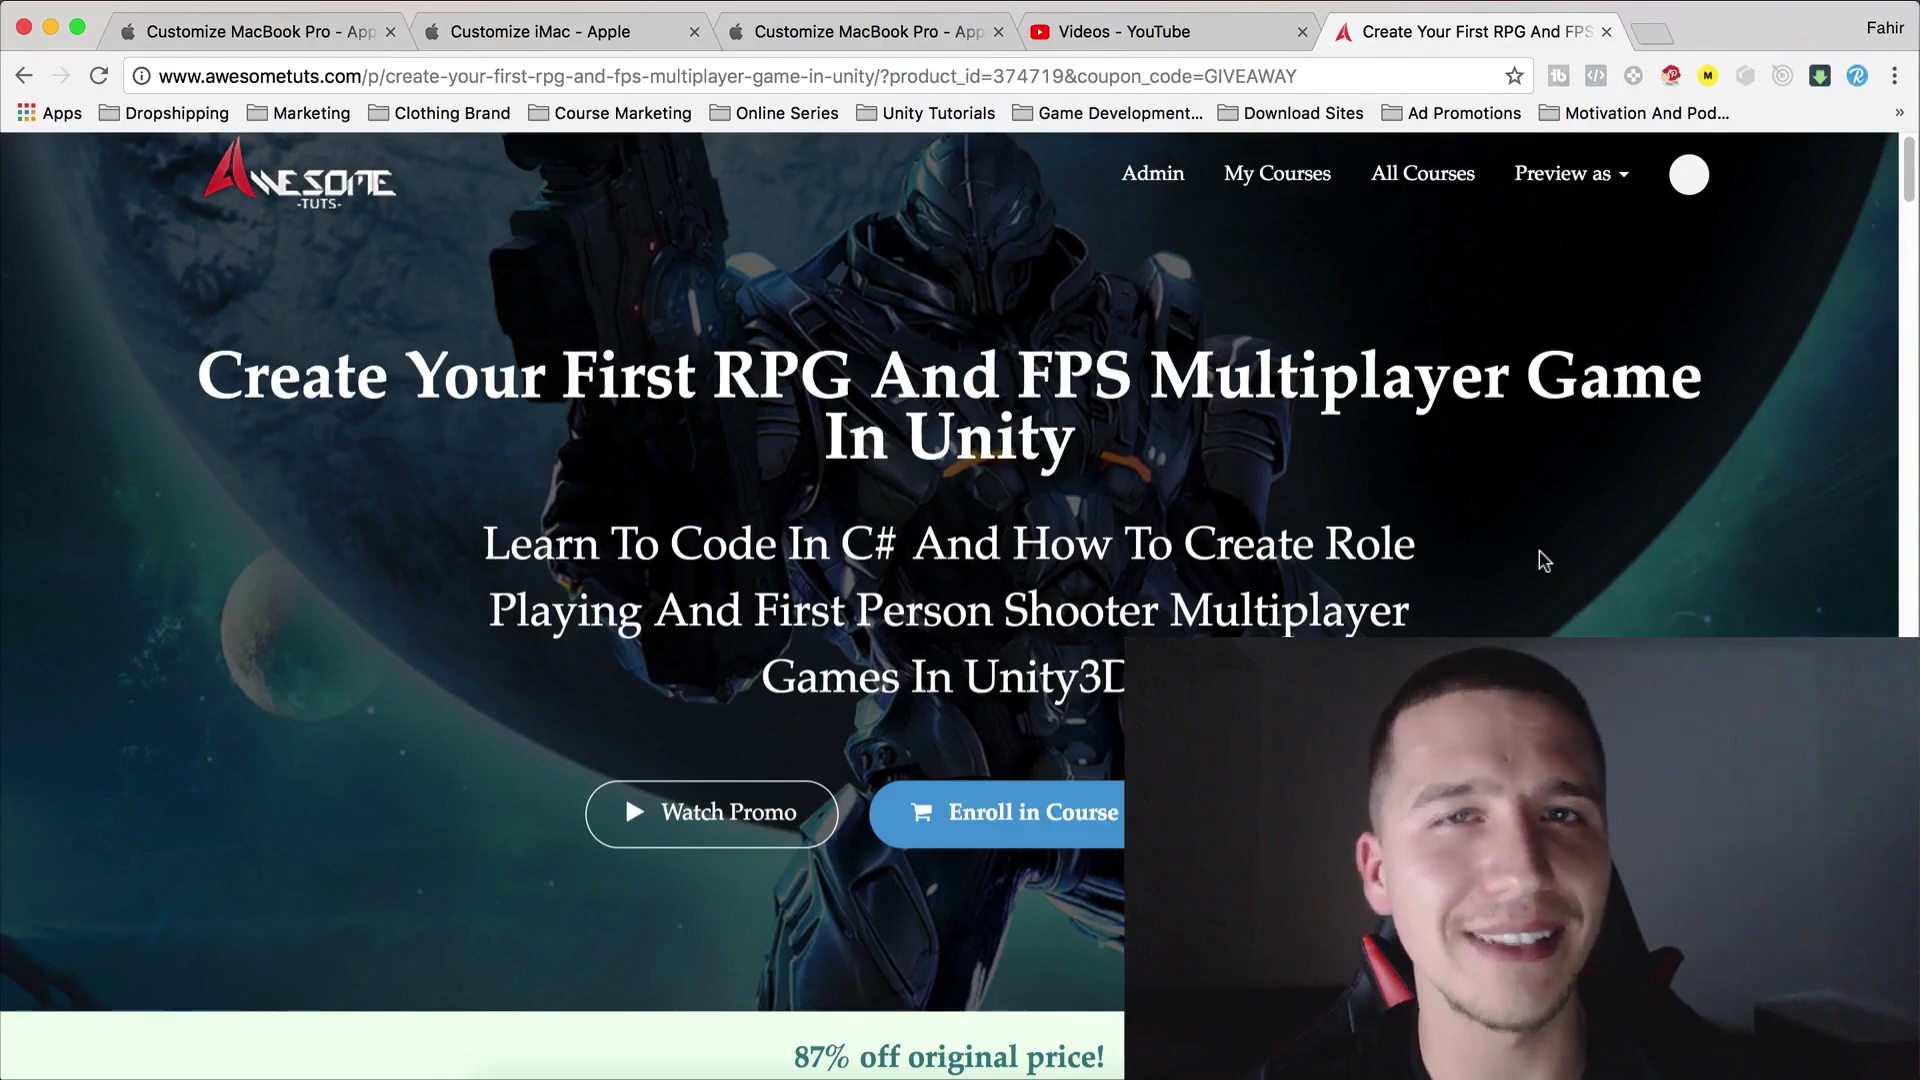 Customize MacBook Pro - App
Customize iMac - Apple
Customize MacBook Pro - App
Videos - YouTube
Create Your First RPG And FPS
Fahir
www.awesometuts.com/p/create-your-first-rpg-and-fps-multiplayer-game-in-unity/?product_id=374719&coupon_code=GIVEAWAY
Apps
Dropshipping
Marketing
Clothing Brand
Course Marketing
Online Series
Unity Tutorials
Game Development...
Download Sites
Ad Promotions
Motivation And Pod...
»
AWESOME
-TUTS-
Admin
My Courses
All Courses
Preview as
Create Your First RPG And FPS Multiplayer Game
In Unity
Learn To Code In C# And How To Create Role
Playing And First Person Shooter Multiplayer
Games In Unity3D
Watch Promo
Enroll in Course
87% off original price!